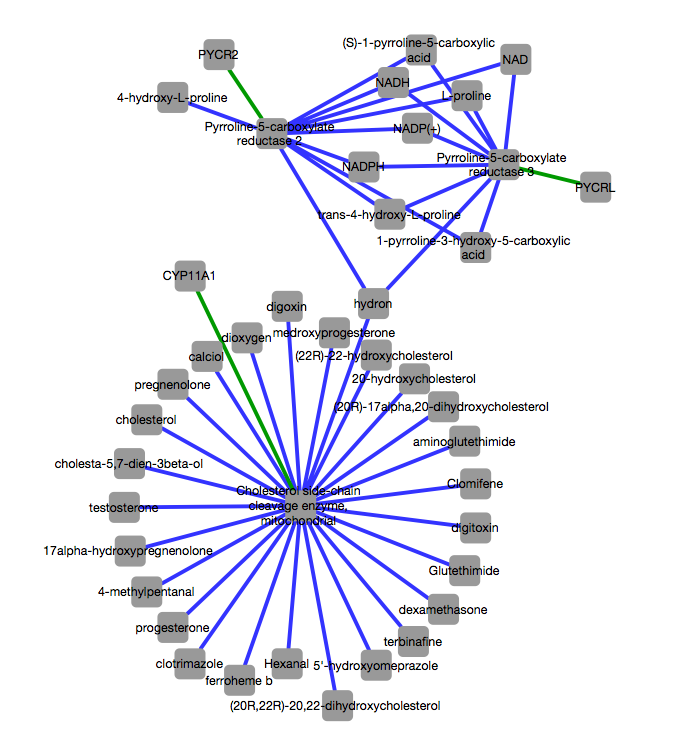 (S)-1-pyrroline-5-carboxylic
acid
PYCR2
NAD
NADH
4-hydroxy-L-proline
L-proline
Pyrroline-5-carboxylate
reductase 2
NADP(+)
Pyrroline-5-carboxylate
reductase 3
NADPH
PYCRL
trans-4-hydroxy-L-proline
1-pyrroline-3-hydroxy-5-carboxylic
acid
CYP11A1
digoxin
hydron
dioxygen
medroxyprogesterone
calciol
(22R)-22-hydroxycholesterol
pregnenolone
20-hydroxycholesterol
cholesterol
(20R)-17alpha,20-dihydroxycholesterol
aminoglutethimide
cholesta-5,7-dien-3beta-ol
Clomifene
Cholesterol side-chain
cleavage enzyme,
mitochondrial
testosterone
digitoxin
17alpha-hydroxypregnenolone
Glutethimide
4-methylpentanal
dexamethasone
progesterone
terbinafine
clotrimazole
Hexanal
5'-hydroxyomeprazole
ferroheme b
(20R,22R)-20,22-dihydroxycholesterol